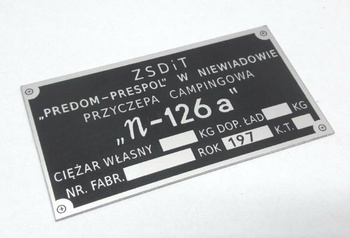 ZSDiT
„PREDOM-PRESPOL" W NIEWIADOWIE
PRZYCZEPA CAMPINGOWA
„n-126a"
CIĘŻAR WŁASNY KG DOP. ŁAD KG
NR. FABR. ROK 197 K.T.